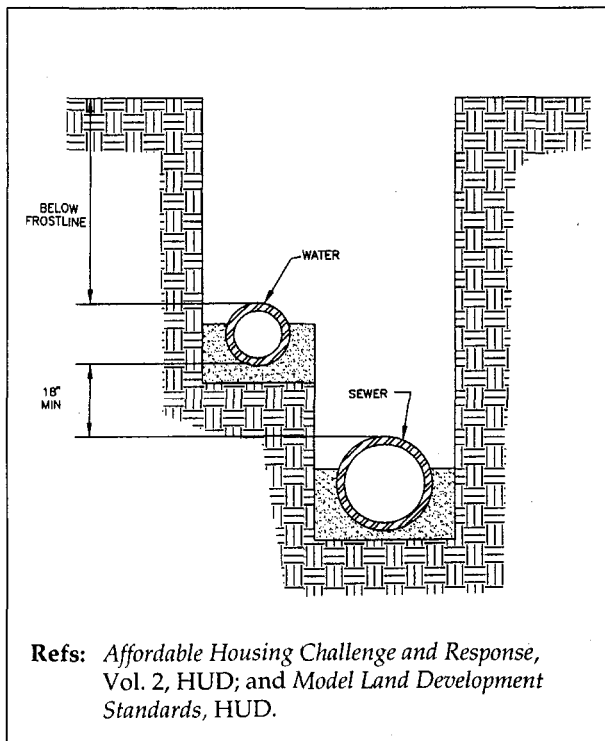 BELOW
FROSTLINE
WATER
18"
MIN
SEWER
Refs: Affordable Housing Challenge and Response,
Vol. 2, HUD; and Model Land Development
Standards, HUD.